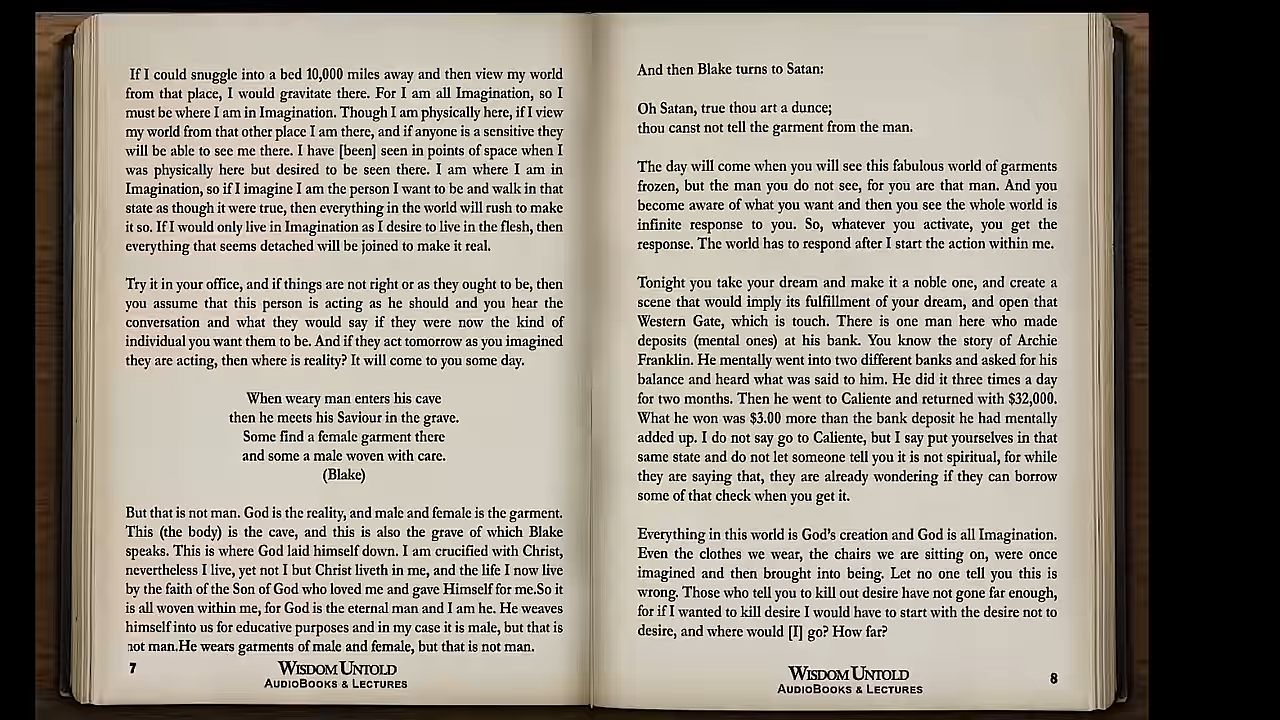 If I could snuggle into a bed 10,000 miles away and then view my world
from that place, I would gravitate there. For I am all Imagination, so I
must be where I am in Imagination. Though I am physically here, if I view
my world from that other place I am there, and if anyone is a sensitive they
will be able to see me there. I have [been] seen in points of space when I
was physically here but desired to be seen there. I am where I am in
Imagination, so if I imagine I am the person I want to be and walk in that
state as though it were true, then everything in the world will rush to make
it so. If I would only live in Imagination as I desire to live in the flesh, then
everything that seems detached will be joined to make it real.
Try it in your office, and if things are not right or as they ought to be, then
you assume that this person is acting as he should and you hear the
conversation and what they would say if they were now the kind of
individual you want them to be. And if they act tomorrow as you imagined
they are acting, then where is reality? It will come to you some day.
When weary man enters his cave
then he meets his Saviour in the grave.
Some find a female garment there
and some a male woven with care.
(Blake)
But that is not man. God is the reality, and male and female is the garment.
This (the body) is the cave, and this is also the grave of which Blake
speaks. This is where God laid himself down. I am crucified with Christ,
nevertheless I live, yet not I but Christ liveth in me, and the life I now live
by the faith of the Son of God who loved me and gave Himself for me.So it
is all woven within me, for God is the eternal man and I am he. He weaves
himself into us for educative purposes and in my case it is male, but that is
not man.He wears garments of male and female, but that is not man.
7
WISDOM UNTOLD
AUDIOBOOKS & LECTURES
And then Blake turns to Satan:
Oh Satan, true thou art a dunce;
thou canst not tell the garment from the man.
The day will come when you will see this fabulous world of garments
frozen, but the man you do not see, for you are that man. And you
become aware of what you want and then you see the whole world is
infinite response to you. So, whatever you activate, you get the
response. The world has to respond after I start the action within me.
Tonight you take your dream and make it a noble one, and create a
scene that would imply its fulfillment of your dream, and open that
Western Gate, which is touch. There is one man here who made
deposits (mental ones) at his bank. You know the story of Archie
Franklin. He mentally went into two different banks and asked for his
balance and heard what was said to him. He did it three times a day
for two months. Then he went to Caliente and returned with $32,000.
What he won was $3.00 more than the bank deposit he had mentally
added up. I do not say go to Caliente, but I say put yourselves in that
same state and do not let someone tell you it is not spiritual, for while
they are saying that, they are already wondering if they can borrow
some of that check when you get it.
Everything in this world is God's creation and God is all Imagination.
Even the clothes we wear, the chairs we are sitting on, were once
imagined and then brought into being. Let no one tell you this is
wrong. Those who tell you to kill out desire have not gone far enough,
for if I wanted to kill desire I would have to start with the desire not to
desire, and where would [I] go? How far?
WISDOM UNTOLD
AUDIOBOOKS & LECTURES
8